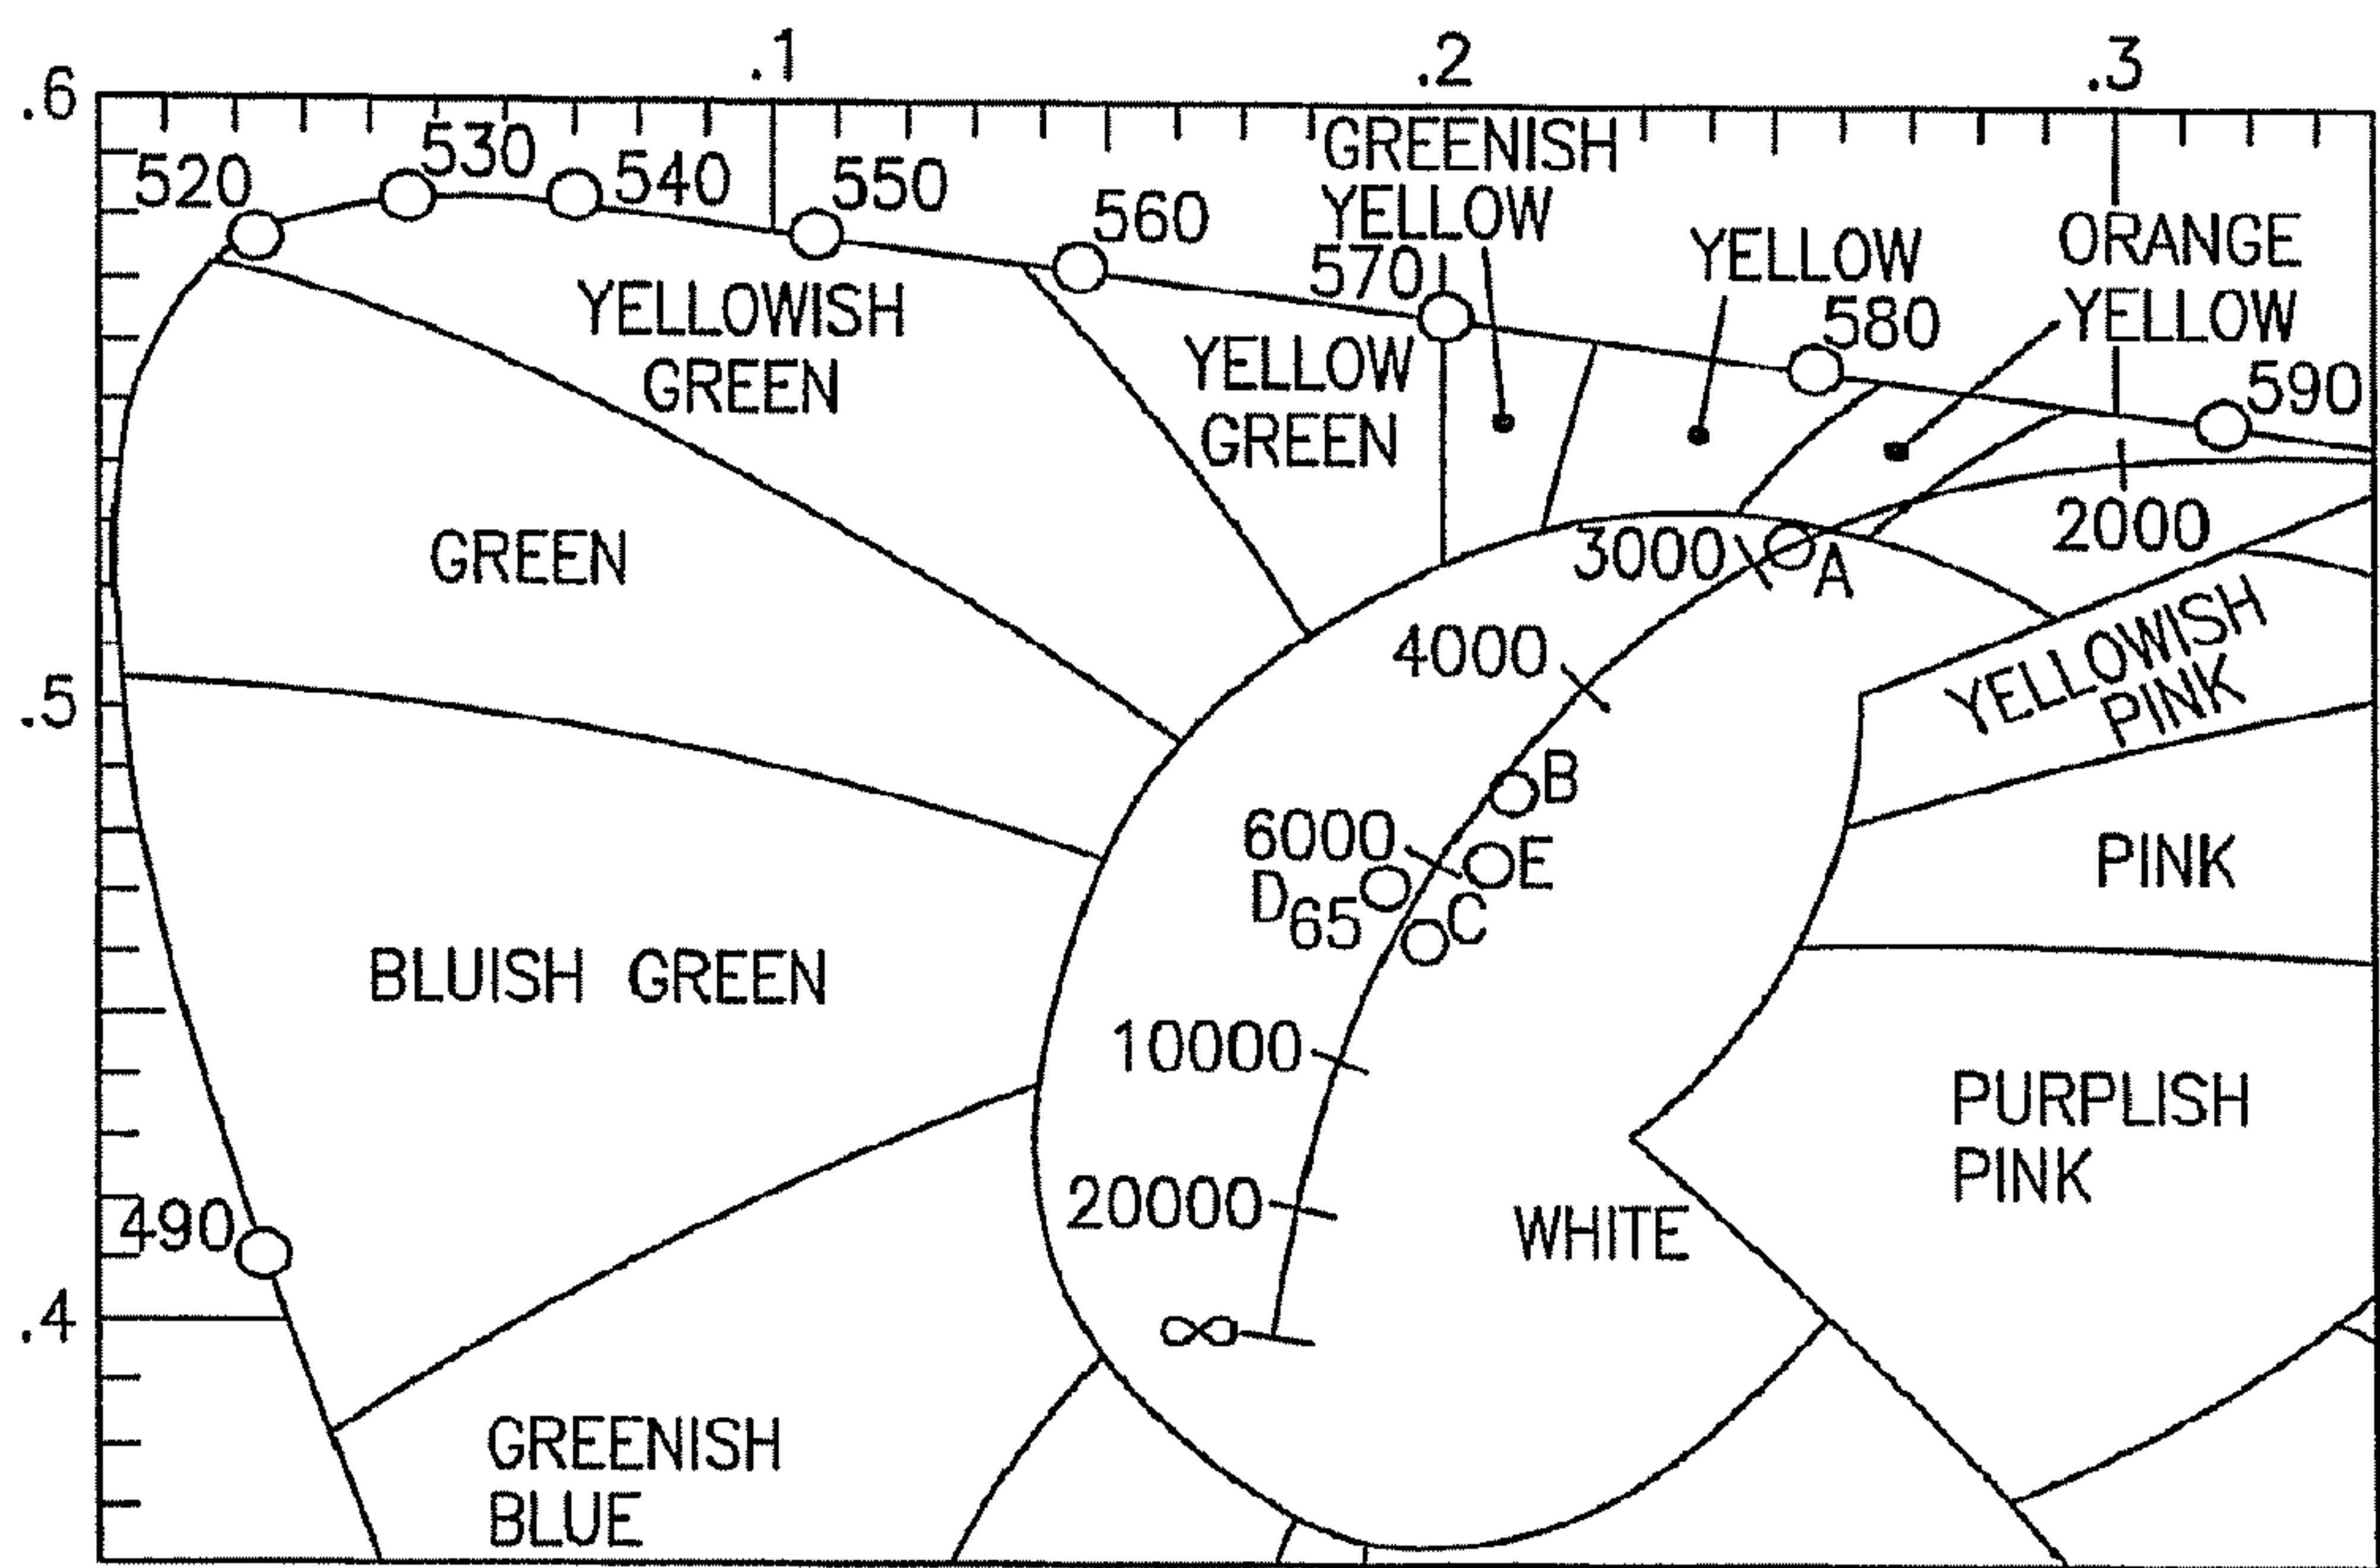 .1
.2
.3
.6
520
530
540
550
560
570
GREENISH
YELLOW
YELLOW
580
ORANGE
YELLOW
590
YELLOWISH
GREEN
YELLOW
GREEN
GREEN
3000
A
2000
4000
YELLOWISH
PINK
.5
B
6000
E
D65
C
PINK
BLUISH GREEN
10000
PURPLISH
PINK
20000
WHITE
490
.4
∞
GREENISH
BLUE